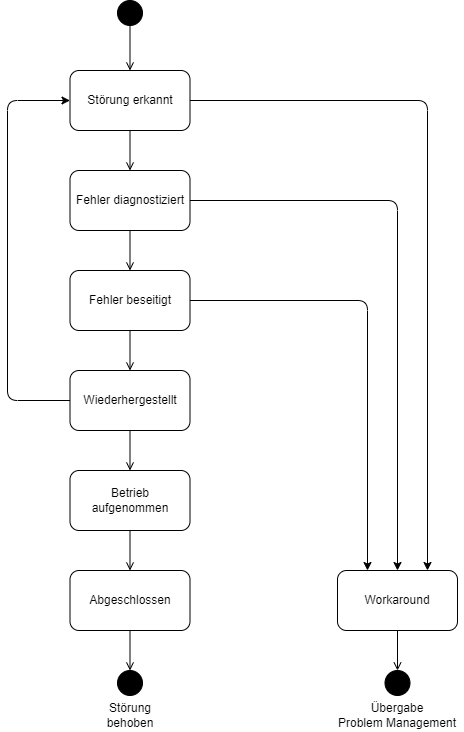 Störung erkannt
Fehler diagnostiziert
Fehler beseitigt
Wiederhergestellt
Betrieb
aufgenommen
Abgeschlossen
Workaround
Störung
behoben
Übergabe
Problem Management